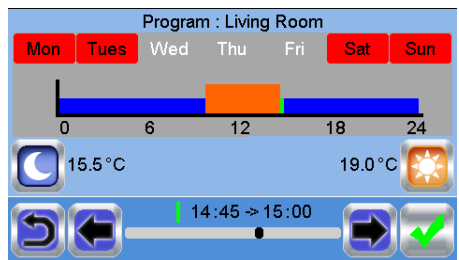 Program : Living Room
Mon Tues Wed Thu Fri Sat Sun
0 6 12 18 24
15.5°C 19.0°C
14:45 -> 15:00